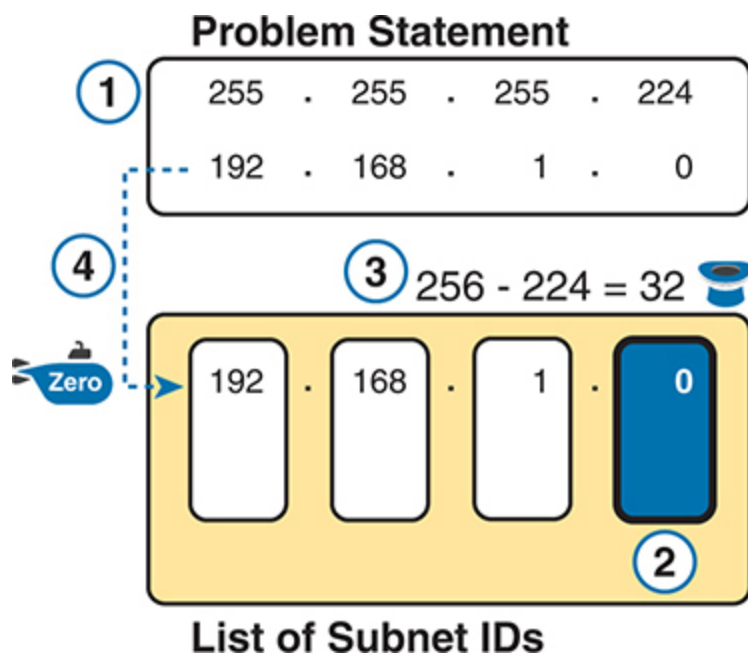 Problem Statement
1
255 . 255 . 255 . 224
192 . 168 . 1 . 0
4
3
256 - 224 = 32
Zero
192 . 168 . 1 . 0
2
List of Subnet IDs